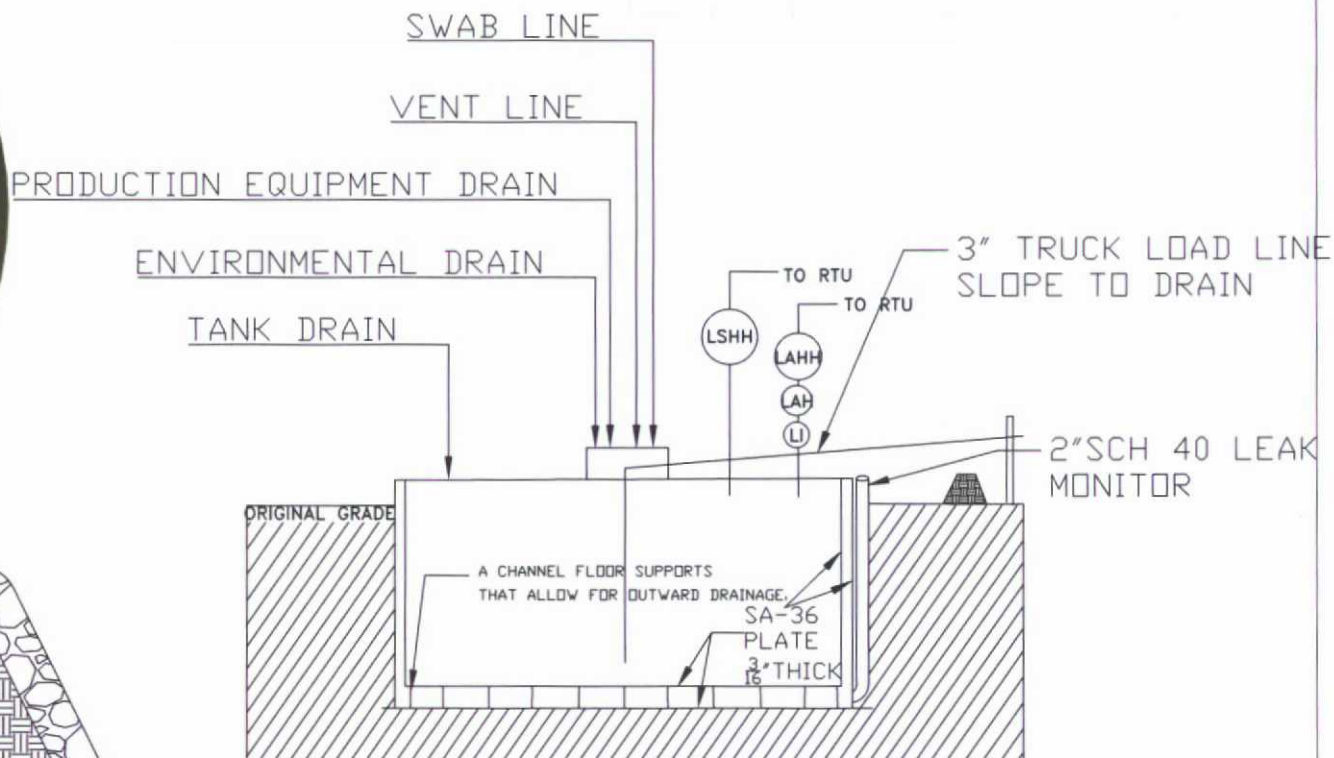 SWAB LINE
VENT LINE
PRODUCTION EQUIPMENT DRAIN
ENVIRONMENTAL DRAIN
TANK DRAIN
TO RTU
TO RTU
3" TRUCK LOAD LINE
SLOPE TO DRAIN
LSHH
LAHH
LAH
LI
2"SCH 40 LEAK
MONITOR
ORIGINAL GRADE
A CHANNEL FLOOR SUPPORTS
THAT ALLOW FOR OUTWARD DRAINAGE.
SA-36
PLATE
3/16"THICK